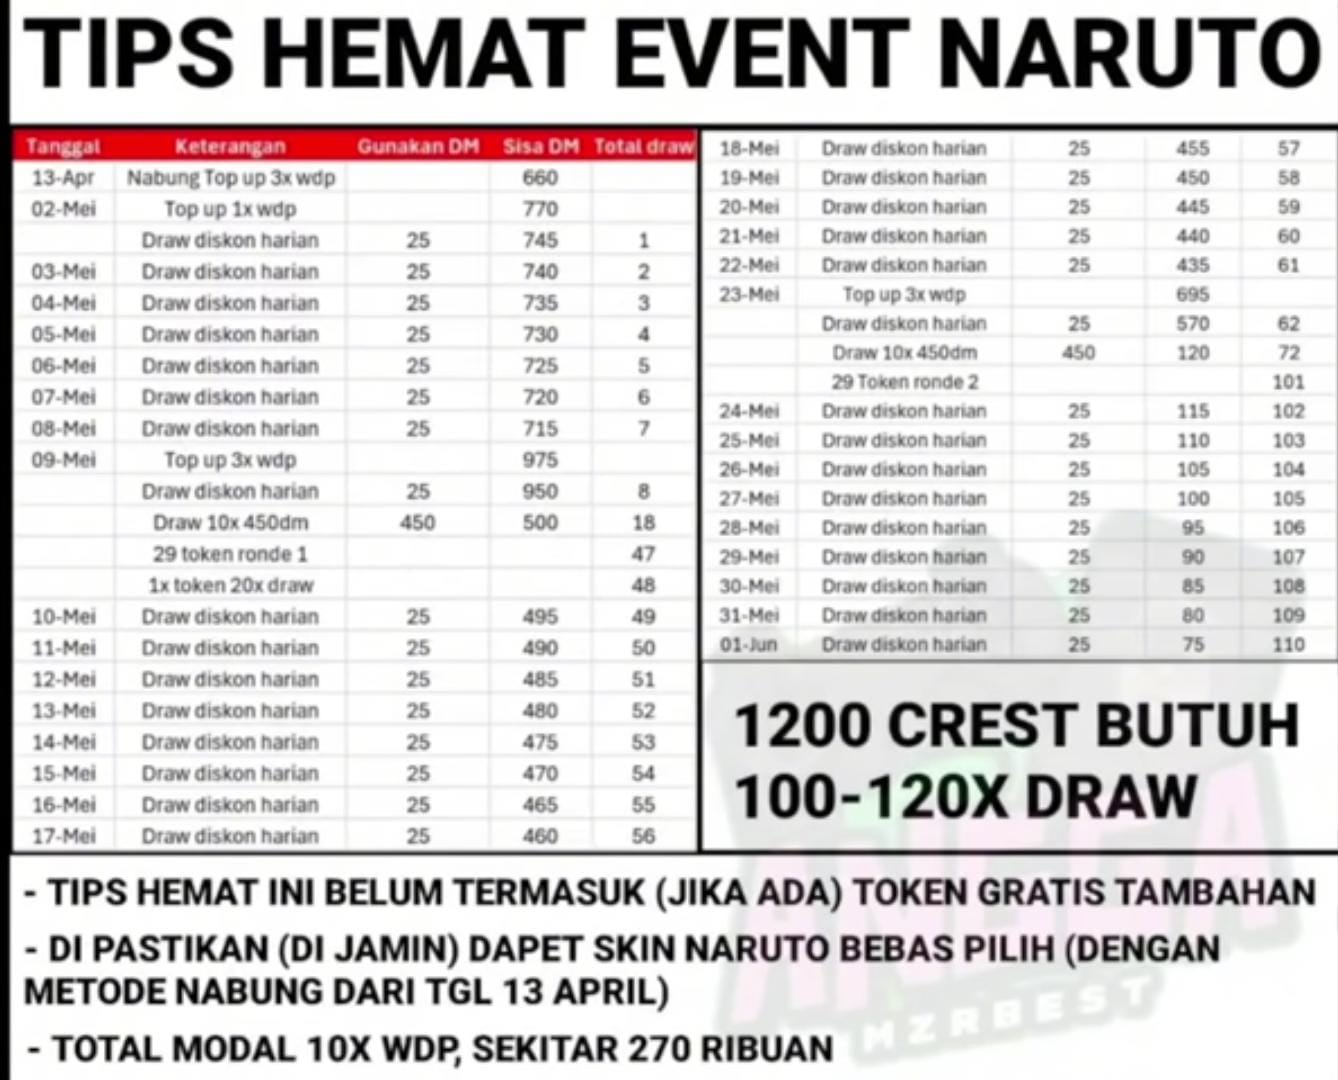 TIPS HEMAT EVENT NARUTO
Tanggal Keterangan Gunakan DM Sisa DM Total draw
13-Apr Nabung Top up 3x wdp 660
02-Mei Top up 1x wdp 770
Draw diskon harian 25 745 1
03-Mei Draw diskon harian 25 740 2
04-Mei Draw diskon harian 25 735 3
05-Mei Draw diskon harian 25 730 4
06-Mei Draw diskon harian 25 725 5
07-Mei Draw diskon harian 25 720 6
08-Mei Draw diskon harian 25 715 7
09-Mei Top up 3x wdp 975
Draw diskon harian 25 950 8
Draw 10x 450dm 450 500 18
29 token ronde 1 47
1x token 20x draw 48
10-Mei Draw diskon harian 25 495 49
11-Mei Draw diskon harian 25 490 50
12-Mei Draw diskon harian 25 485 51
13-Mei Draw diskon harian 25 480 52
14-Mei Draw diskon harian 25 475 53
15-Mei Draw diskon harian 25 470 54
16-Mei Draw diskon harian 25 465 55
17-Mei Draw diskon harian 25 460 56
18-Mei Draw diskon harian 25 455 57
19-Mei Draw diskon harian 25 450 58
20-Mei Draw diskon harian 25 445 59
21-Mei Draw diskon harian 25 440 60
22-Mei Draw diskon harian 25 435 61
23-Mei Top up 3x wdp 695
Draw diskon harian 25 570 62
Draw 10x 450dm 450 120 72
29 Token ronde 2 101
24-Mei Draw diskon harian 25 115 102
25-Mei Draw diskon harian 25 110 103
26-Mei Draw diskon harian 25 105 104
27-Mei Draw diskon harian 25 100 105
28-Mei Draw diskon harian 25 95 106
29-Mei Draw diskon harian 25 90 107
30-Mei Draw diskon harian 25 85 108
31-Mei Draw diskon harian 25 80 109
01-Jun Draw diskon harian 25 75 110
1200 CREST BUTUH
100-120X DRAW
- TIPS HEMAT INI BELUM TERMASUK (JIKA ADA) TOKEN GRATIS TAMBAHAN
- DI PASTIKAN (DI JAMIN) DAPET SKIN NARUTO BEBAS PILIH (DENGAN
METODE NABUNG DARI TGL 13 APRIL)
- TOTAL MODAL 10X WDP, SEKITAR 270 RIBUAN
ANGGA
MZRBEST